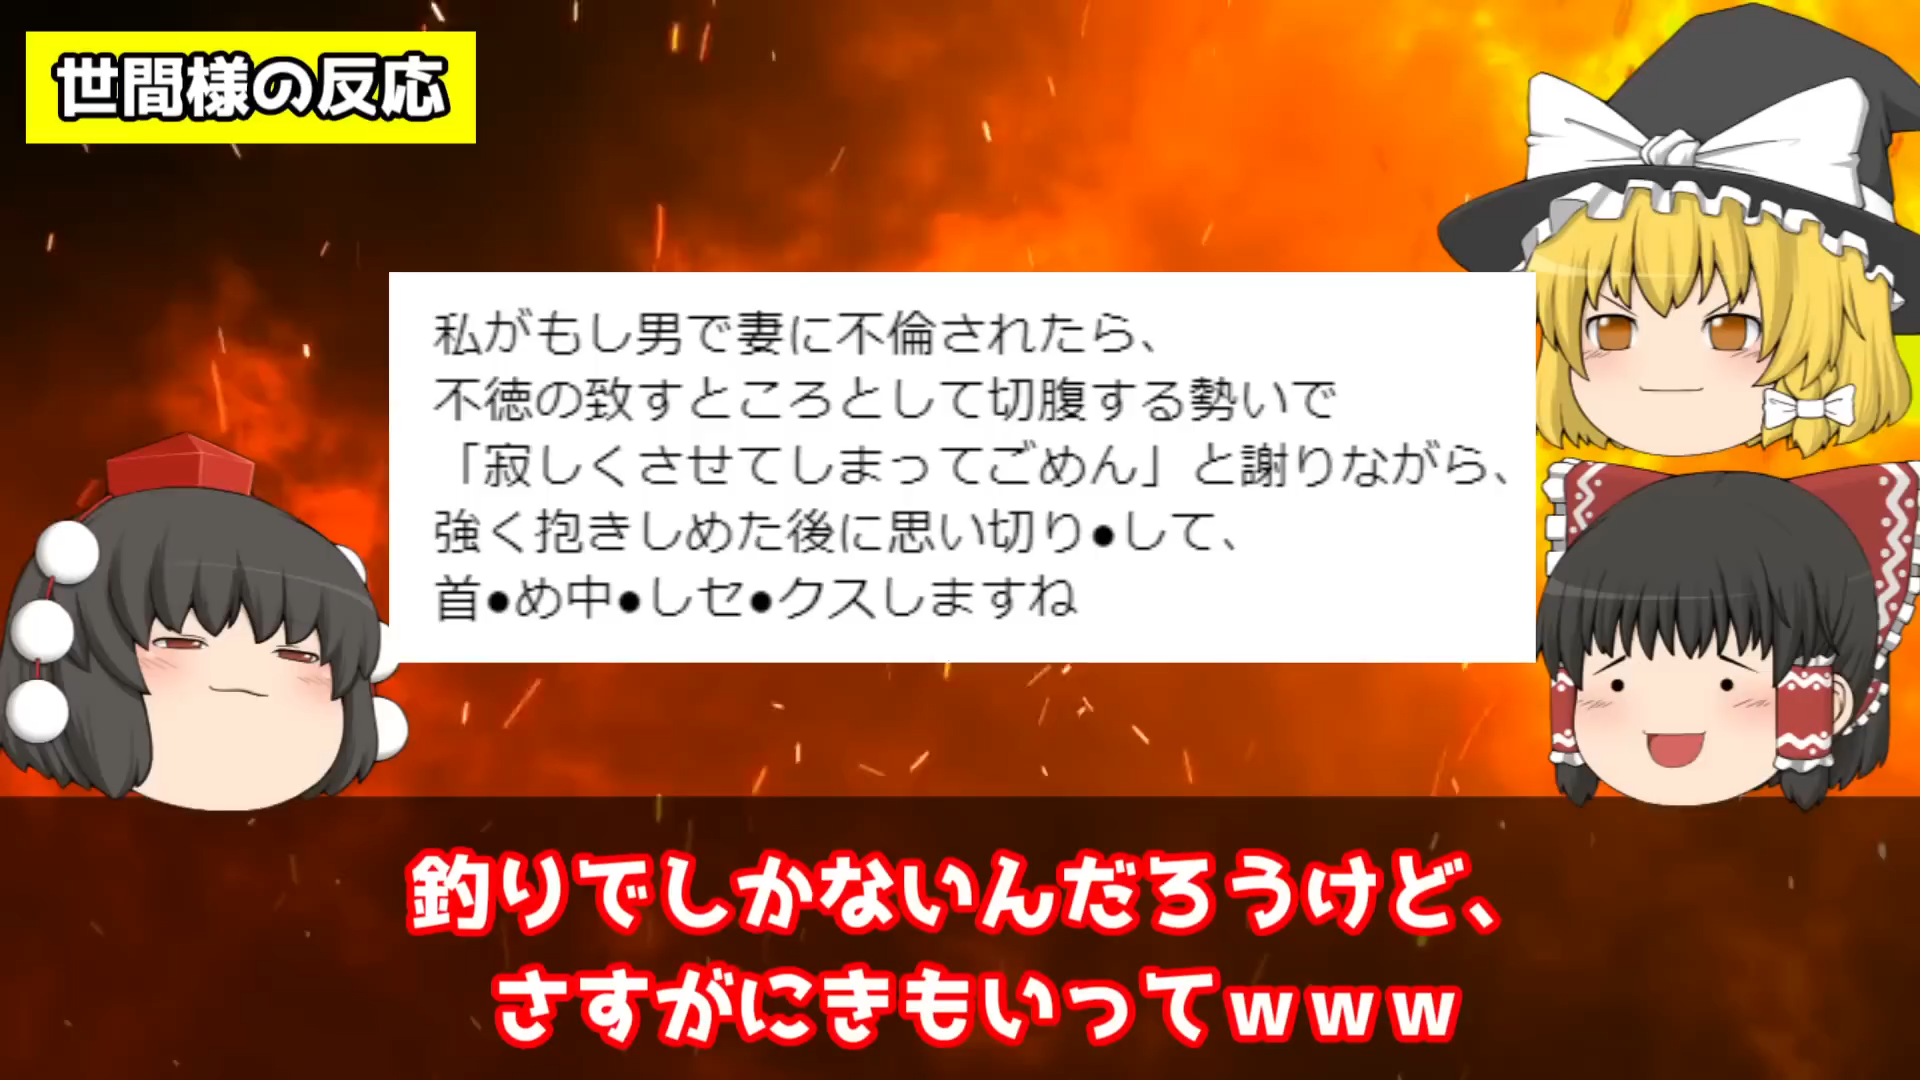 世間様の反応
私がもし男で妻に不倫されたら、
不徳の致すところとして切腹する勢いで
「寂しくさせてしまってごめん」と謝りながら、
強く抱きしめた後に思い切り●して、
首●め中●しセ●クスしますね
釣りでしかないんだろうけど、
さすがにきもいってｗｗｗ